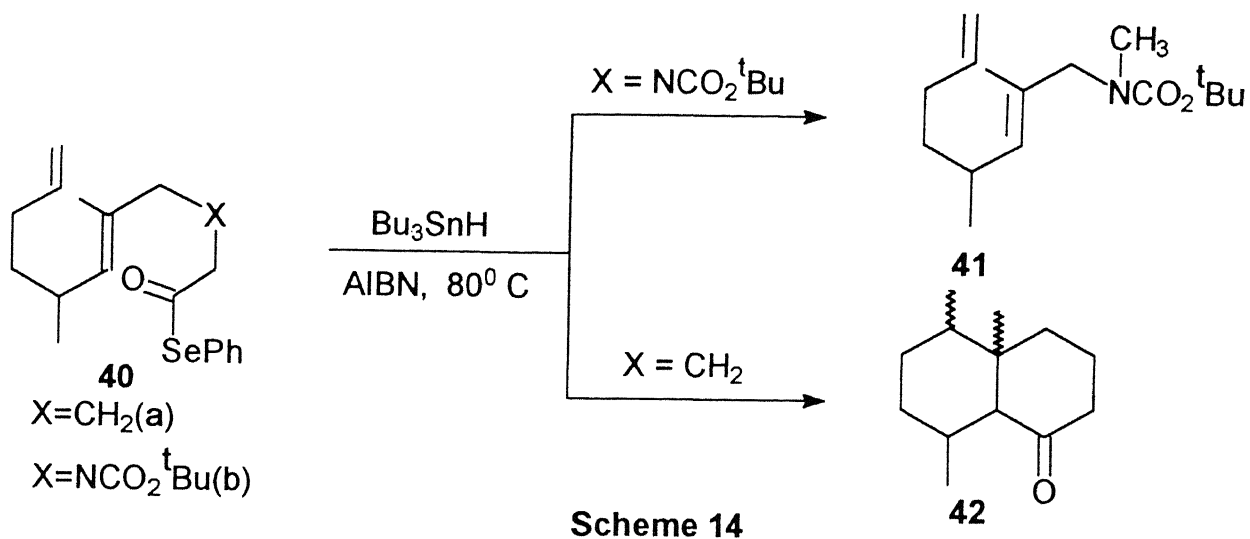 X = NCO₂ᵗBu
CH₃
NCO₂ᵗBu
41
X
O
SePh
40
X=CH₂(a)
X=NCO₂ᵗBu(b)
Bu₃SnH
AIBN, 80⁰ C
X = CH₂
O
42
Scheme 14